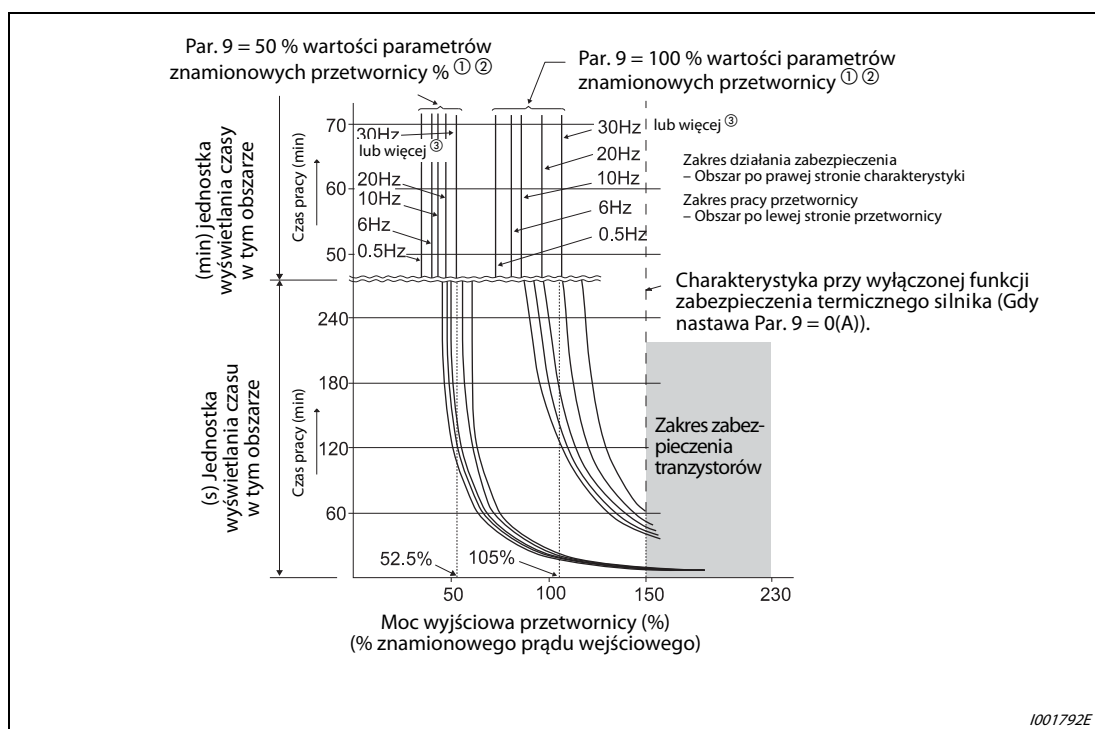 Par. 9 = 50 % wartości parametrów
znamionowych przetwornicy % ① ②
Par. 9 = 100 % wartości parametrów
znamionowych przetwornicy ① ②
(min) jednostka
wyświetlania czasy
w tym obszarze
Czas pracy (min)
70
60
50
30Hz
lub więcej ③
20Hz
10Hz
6Hz
0.5Hz
30Hz lub więcej ③
20Hz
10Hz
6Hz
0.5Hz
Zakres działania zabezpieczenia
– Obszar po prawej stronie charakterystyki
Zakres pracy przetwornicy
– Obszar po lewej stronie przetwornicy
Charakterystyka przy wyłączonej funkcji
zabezpieczenia termicznego silnika (Gdy
nastawa Par. 9 = 0(A)).
(s) Jednostka
wyświetlania czasu
w tym obszarze
Czas pracy (min)
240
180
120
60
Zakres zabez-
pieczenia
tranzystorów
52.5%
105%
50
100
150
230
Moc wyjściowa przetwornicy (%)
(% znamionowego prądu wejściowego)
I001792E